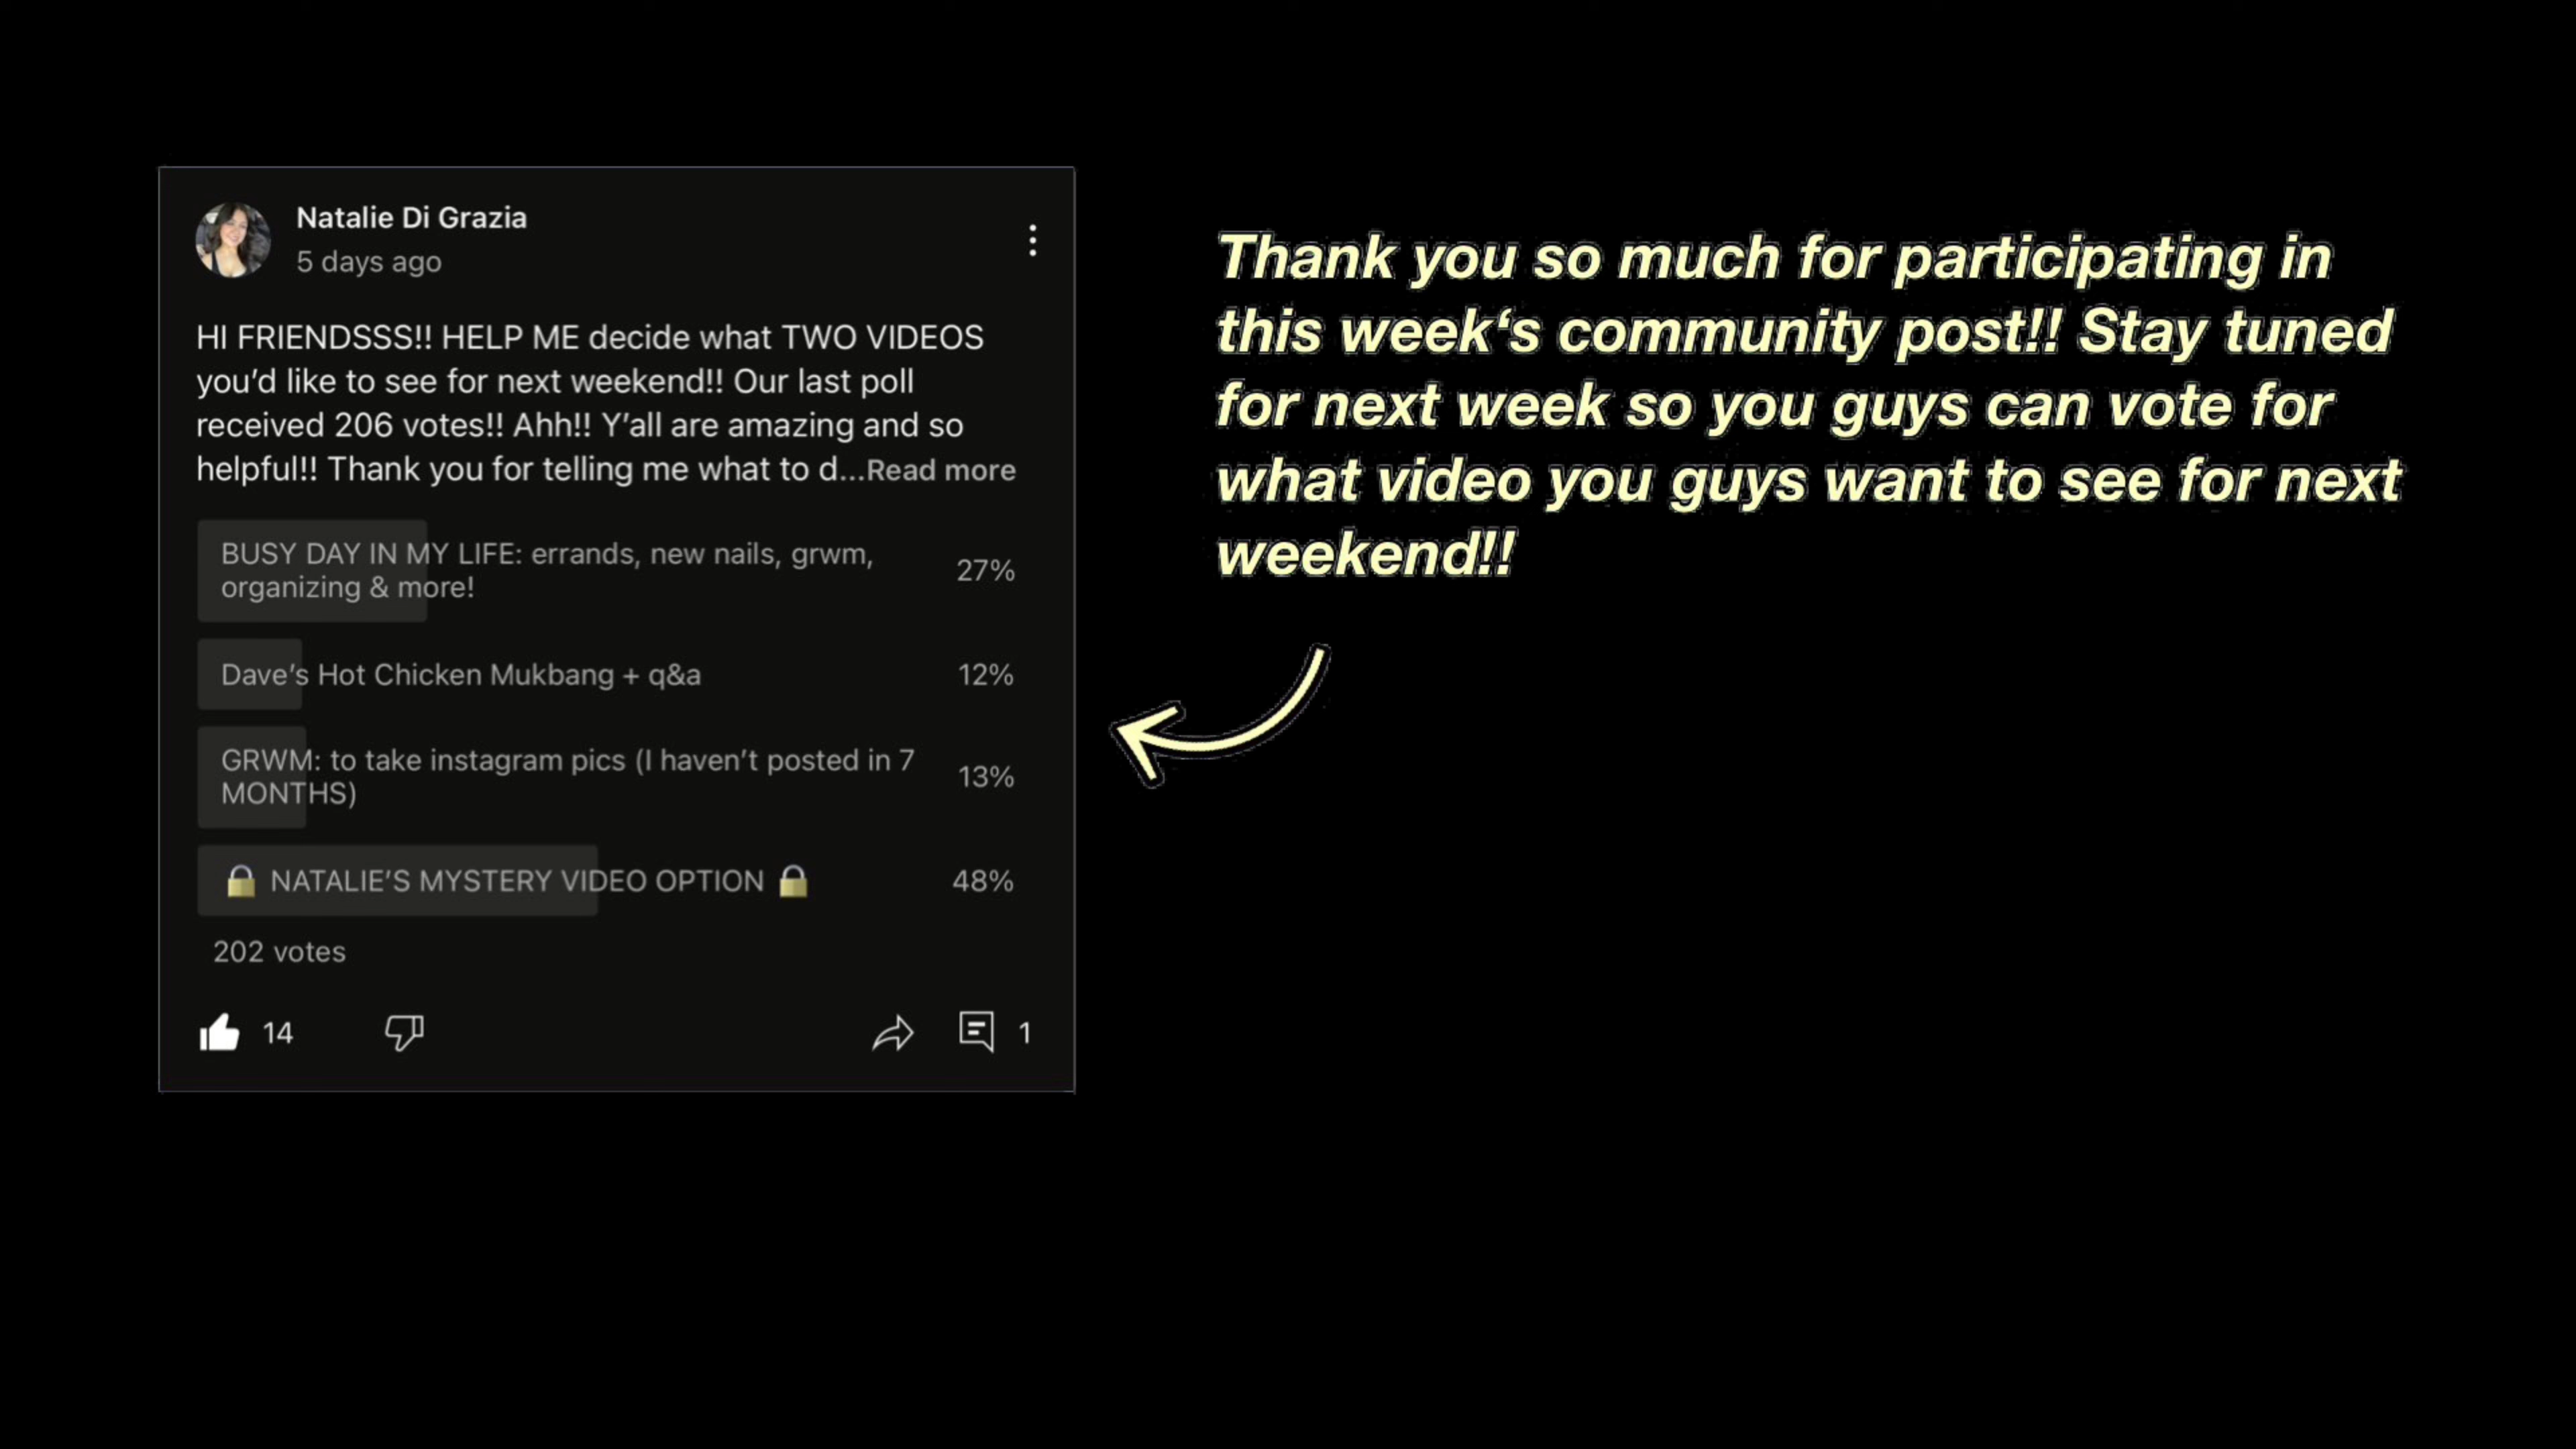 Natalie Di Grazia
5 days ago
HI FRIENDSSS!! HELP ME decide what TWO VIDEOS
you’d like to see for next weekend!! Our last poll
received 206 votes!! Ahh!! Y’all are amazing and so
helpful!! Thank you for telling me what to d...Read more
BUSY DAY IN MY LIFE: errands, new nails, grwm,
organizing & more!
27%
Dave’s Hot Chicken Mukbang + q&a
12%
GRWM: to take instagram pics (I haven’t posted in 7
MONTHS)
13%
🔒 NATALIE’S MYSTERY VIDEO OPTION 🔒
48%
202 votes
14
1
Thank you so much for participating in
this week‘s community post!! Stay tuned
for next week so you guys can vote for
what video you guys want to see for next
weekend!!